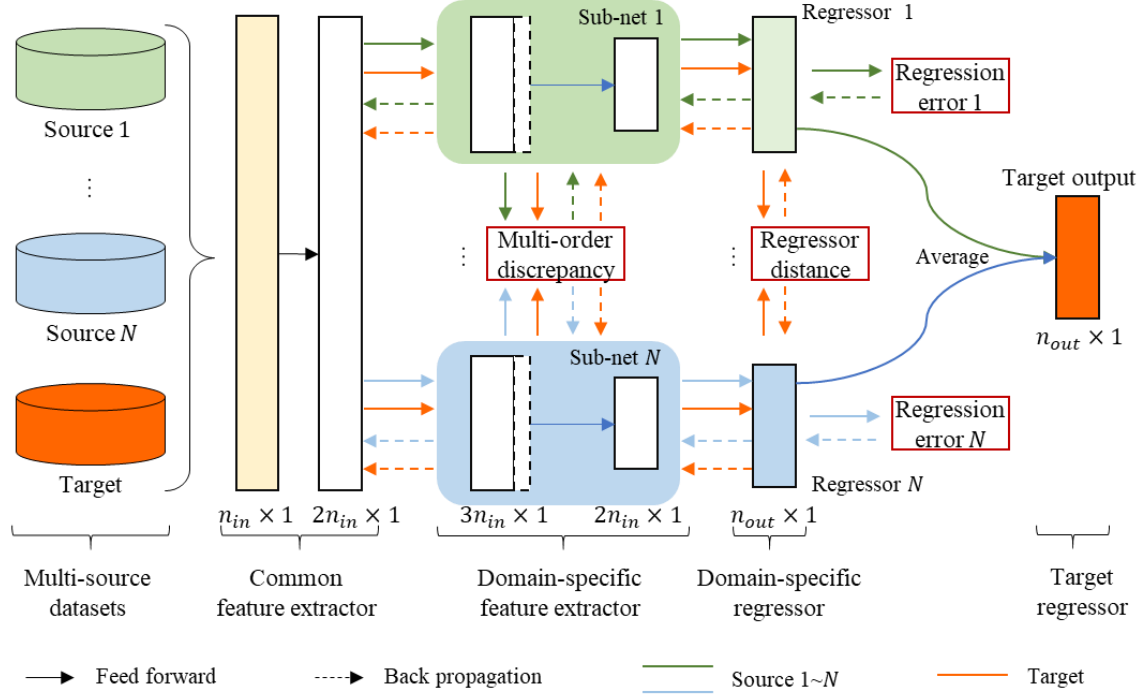 Source 1
⋮
Source N
Target
Multi-source
datasets
n_in × 1
2n_in × 1
Common
feature extractor
Sub-net 1
Multi-order
discrepancy
⋮
Sub-net N
3n_in × 1
2n_in × 1
Domain-specific
feature extractor
Regressor 1
Regression
error 1
⋮
Regressor
distance
Average
Regression
error N
Regressor N
n_out × 1
Domain-specific
regressor
Target output
n_out × 1
Target
regressor
Feed forward
Back propagation
Source 1~N
Target